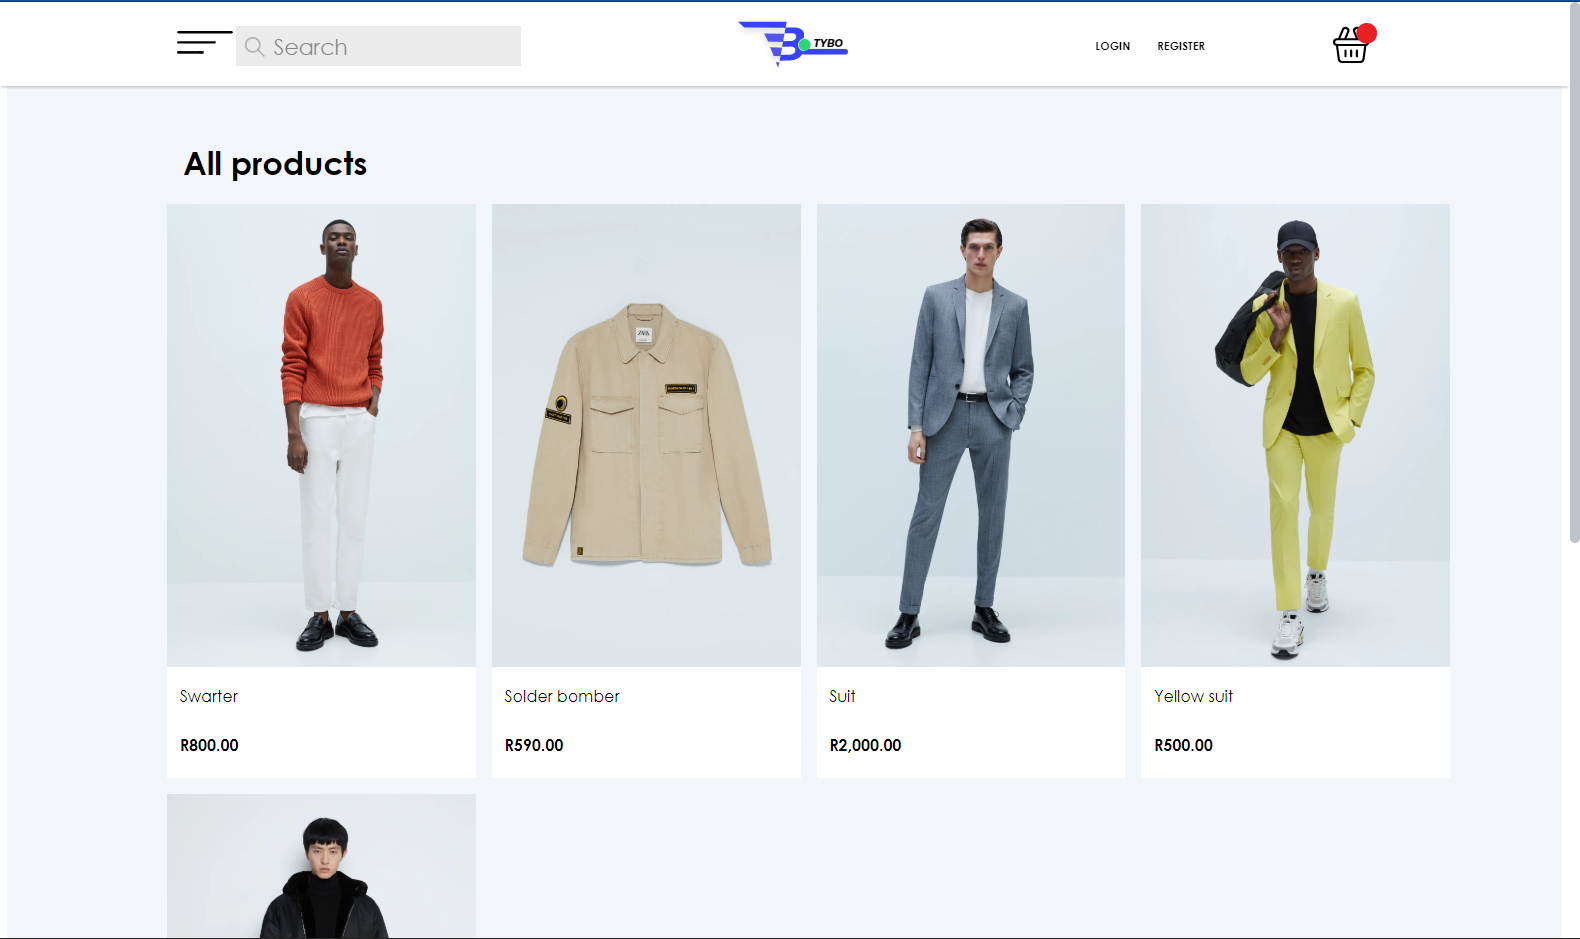 Search
B TYBO
LOGIN
REGISTER
All products
ZARA
Swarter
R800.00
Solder bomber
R590.00
Suit
R2,000.00
Yellow suit
R500.00